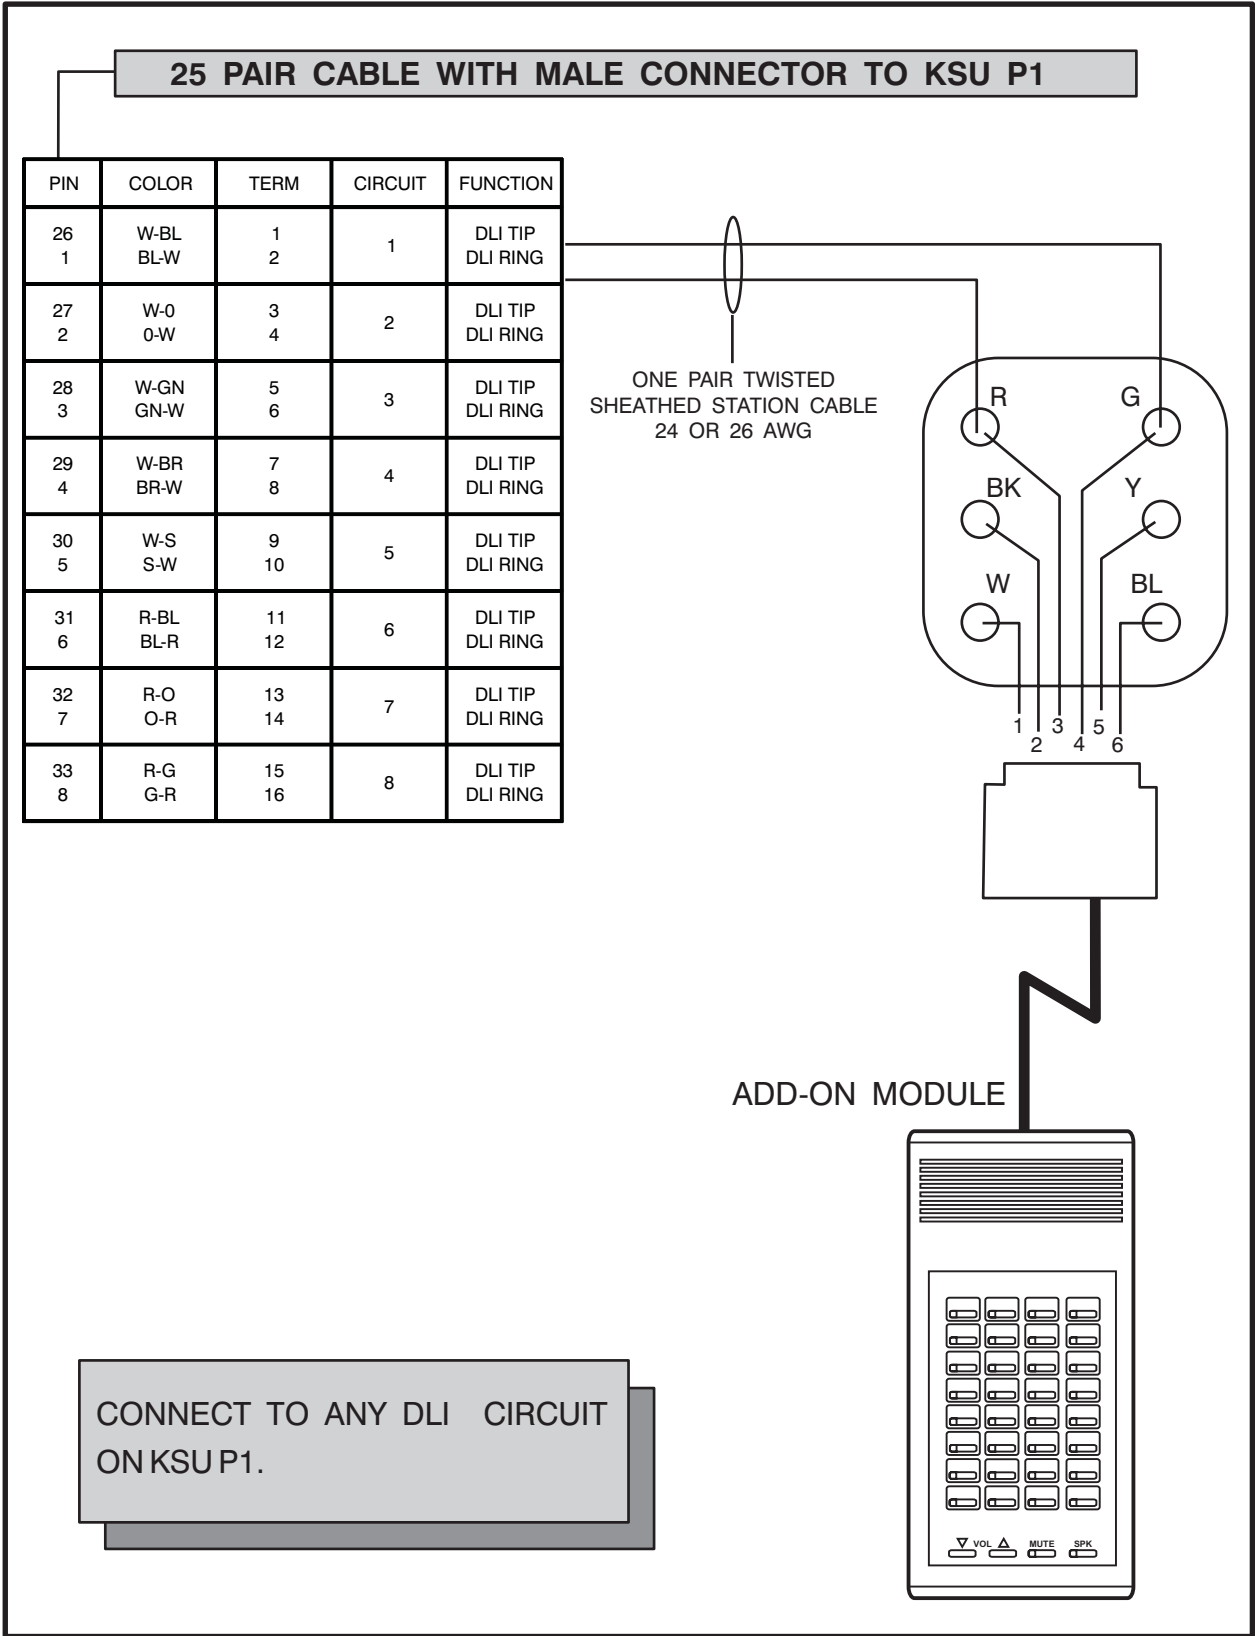 25 PAIR CABLE WITH MALE CONNECTOR TO KSU P1
PIN COLOR TERM CIRCUIT FUNCTION
26 W-BL 1 DLI TIP
1
1 BL-W 2 DLI RING
27 W-0 3 DLI TIP
2
2 0-W 4 DLI RING
28 W-GN 5 DLI TIP
3
3 GN-W 6 DLI RING
29 W-BR 7 DLI TIP
4
4 BR-W 8 DLI RING
30 W-S 9 DLI TIP
5
5 S-W 10 DLI RING
31 R-BL 11 DLI TIP
6
6 BL-R 12 DLI RING
32 R-O 13 DLI TIP
7
7 O-R 14 DLI RING
33 R-G 15 DLI TIP
8
8 G-R 16 DLI RING
ONE PAIR TWISTED
SHEATHED STATION CABLE
24 OR 26 AWG
R G
BK Y
W BL
1 2 3 4 5 6
ADD-ON MODULE
VOL MUTE SPK
CONNECT TO ANY DLI CIRCUIT
ON KSU P1.